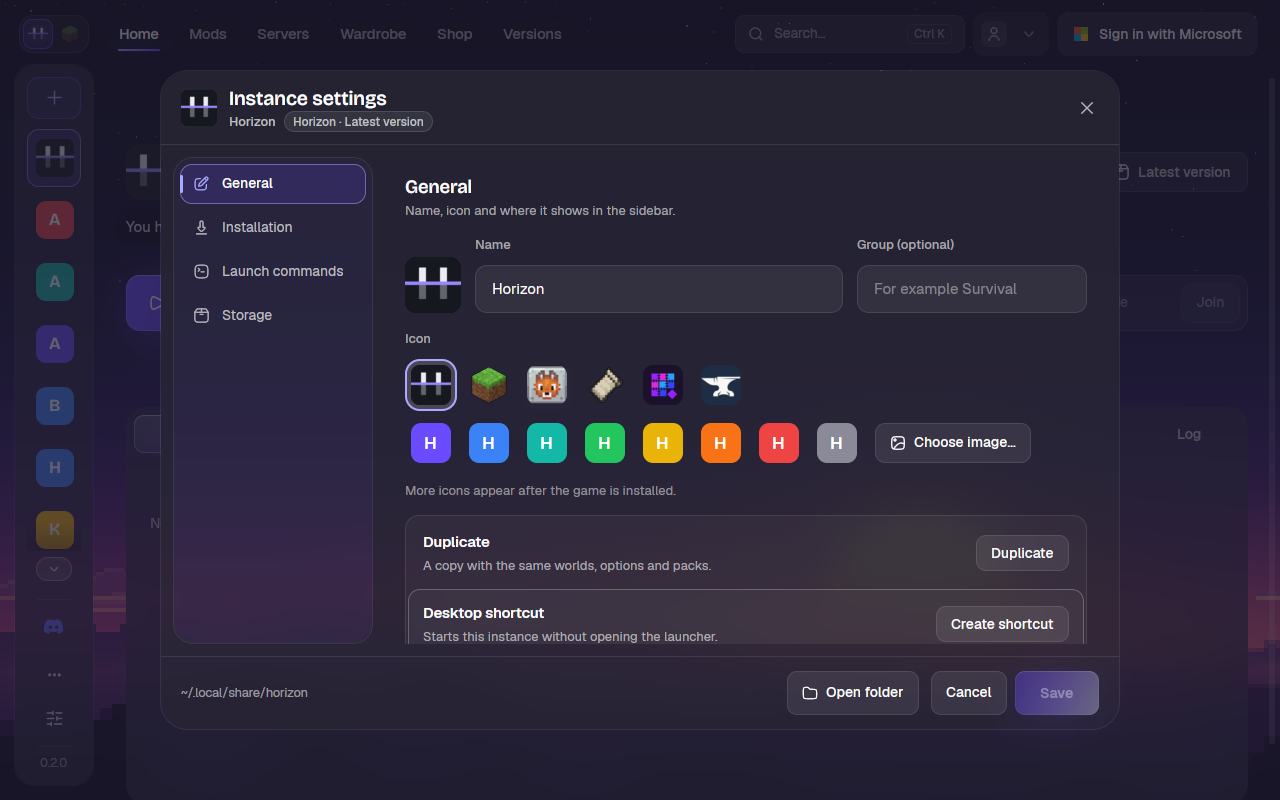 Home
Mods
Servers
Wardrobe
Shop
Versions
Search...
Ctrl K
Sign in with Microsoft
Instance settings
Horizon
Horizon · Latest version
Latest version
A
A
A
B
H
K
0.2.0
You h
N
Join
Log
General
Installation
Launch commands
Storage
General
Name, icon and where it shows in the sidebar.
Name
Group (optional)
Horizon
For example Survival
Icon
H
H
H
H
H
H
H
H
Choose image...
More icons appear after the game is installed.
Duplicate
A copy with the same worlds, options and packs.
Duplicate
Desktop shortcut
Starts this instance without opening the launcher.
Create shortcut
~/.local/share/horizon
Open folder
Cancel
Save